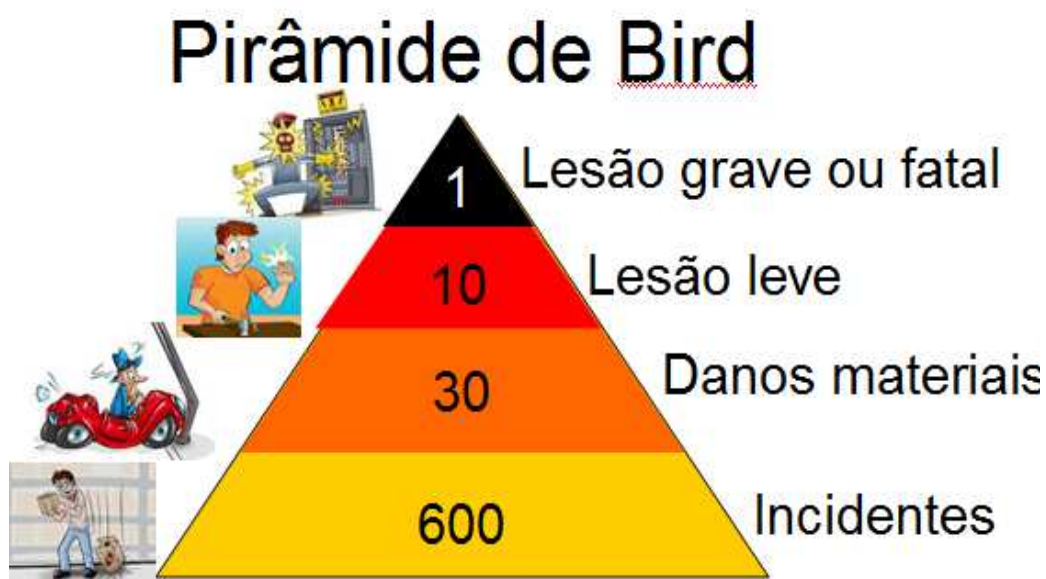 Pirâmide de Bird
1
Lesão grave ou fatal
10
Lesão leve
30
Danos materiais
600
Incidentes